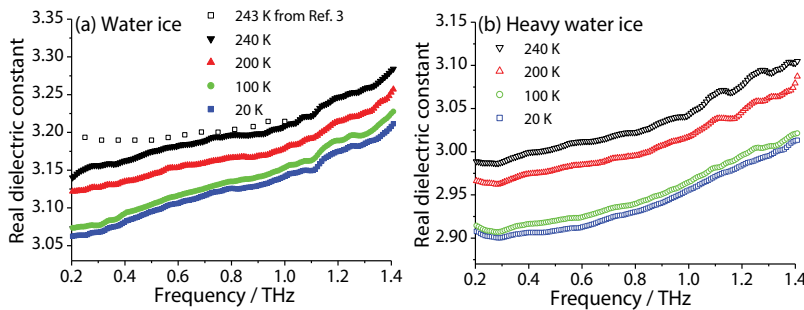 (a) Water ice
243 K from Ref. 3
240 K
200 K
100 K
20 K
Real dielectric constant
3.35
3.30
3.25
3.20
3.15
3.10
3.05
0.2 0.4 0.6 0.8 1.0 1.2 1.4
Frequency / THz
(b) Heavy water ice
240 K
200 K
100 K
20 K
Real dielectric constant
3.15
3.10
3.05
3.00
2.95
2.90
0.2 0.4 0.6 0.8 1.0 1.2 1.4
Frequency / THz